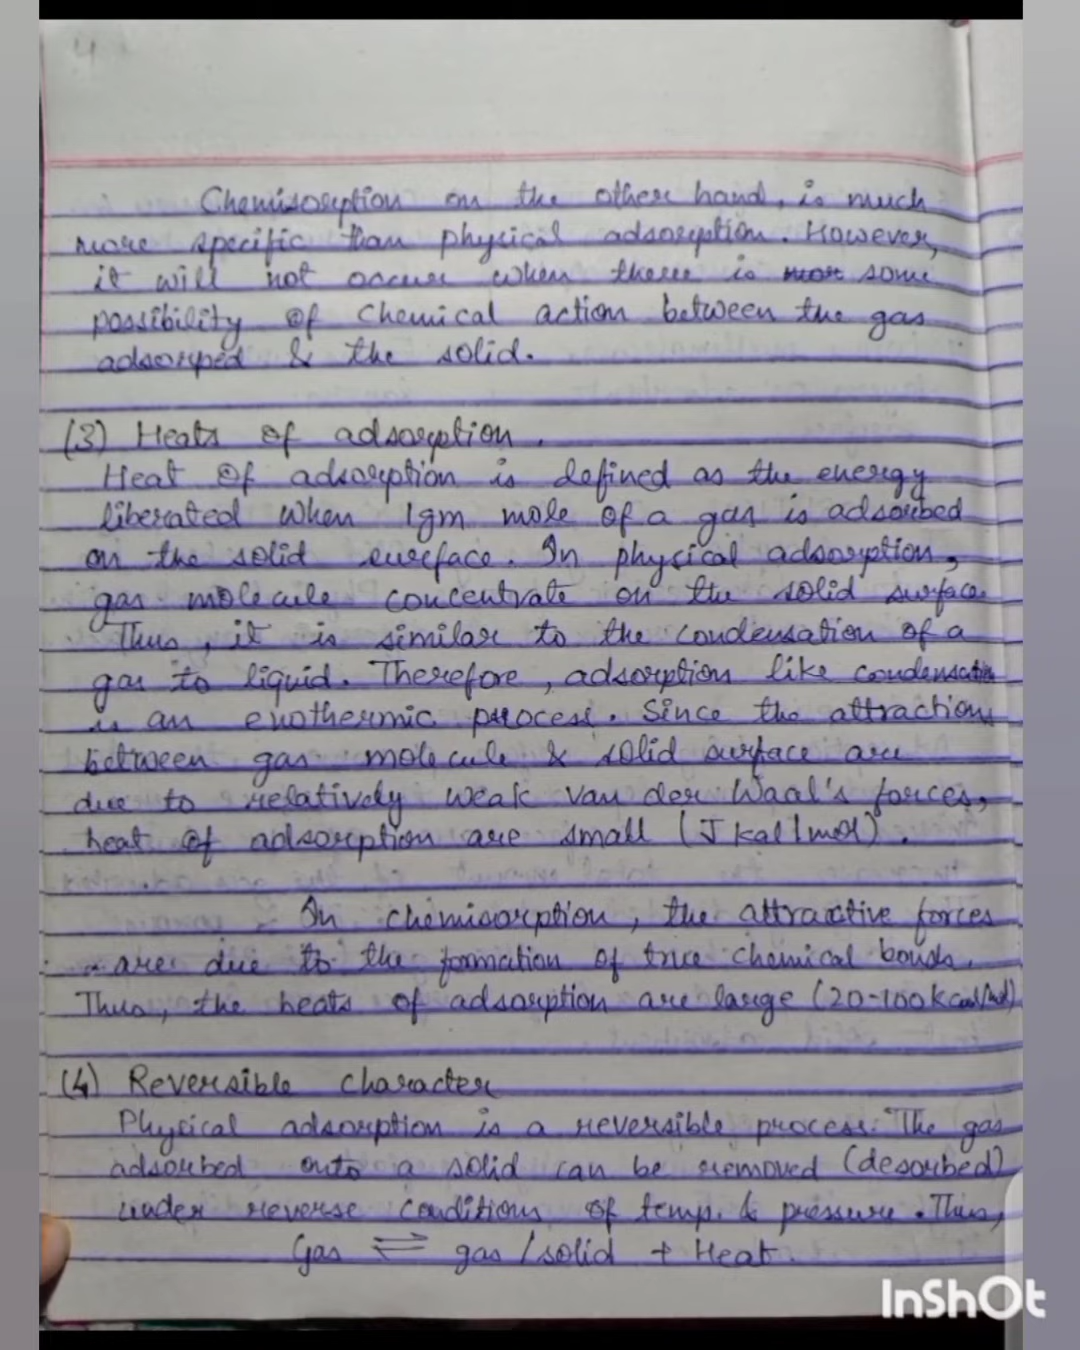 4
Chemisorption on the other hand, is much
more specific than physical adsorption. However,
it will not occur when there is some
possibility of chemical action between the gas
adsorped & the solid.
(3) Heats of adsorption.
Heat of adsorption is defined as the energy
liberated when 1gm mole of a gas is adsorbed
on the solid surface. In physical adsorption,
gas molecule concentrate on the solid surface.
Thus, it is similar to the condensation of a
gas to liquid. Therefore, adsorption like condensation
is an exothermic process. Since the attractions
between gas molecule & solid surface are
due to relatively weak van der Waal's forces,
heat of adsorption are small (J kal/mol).
In chemisorption, the attractive forces
are due to the formation of true chemical bonds.
Thus, the heats of adsorption are large (20-100 kcal/mol)
(4) Reversible character
Physical adsorption is a reversible process. The gas
adsorbed onto a solid can be removed (desorbed)
under reverse conditions of temp. & pressure. Thus,
Gas ⇌ gas/solid + Heat.
InShOt